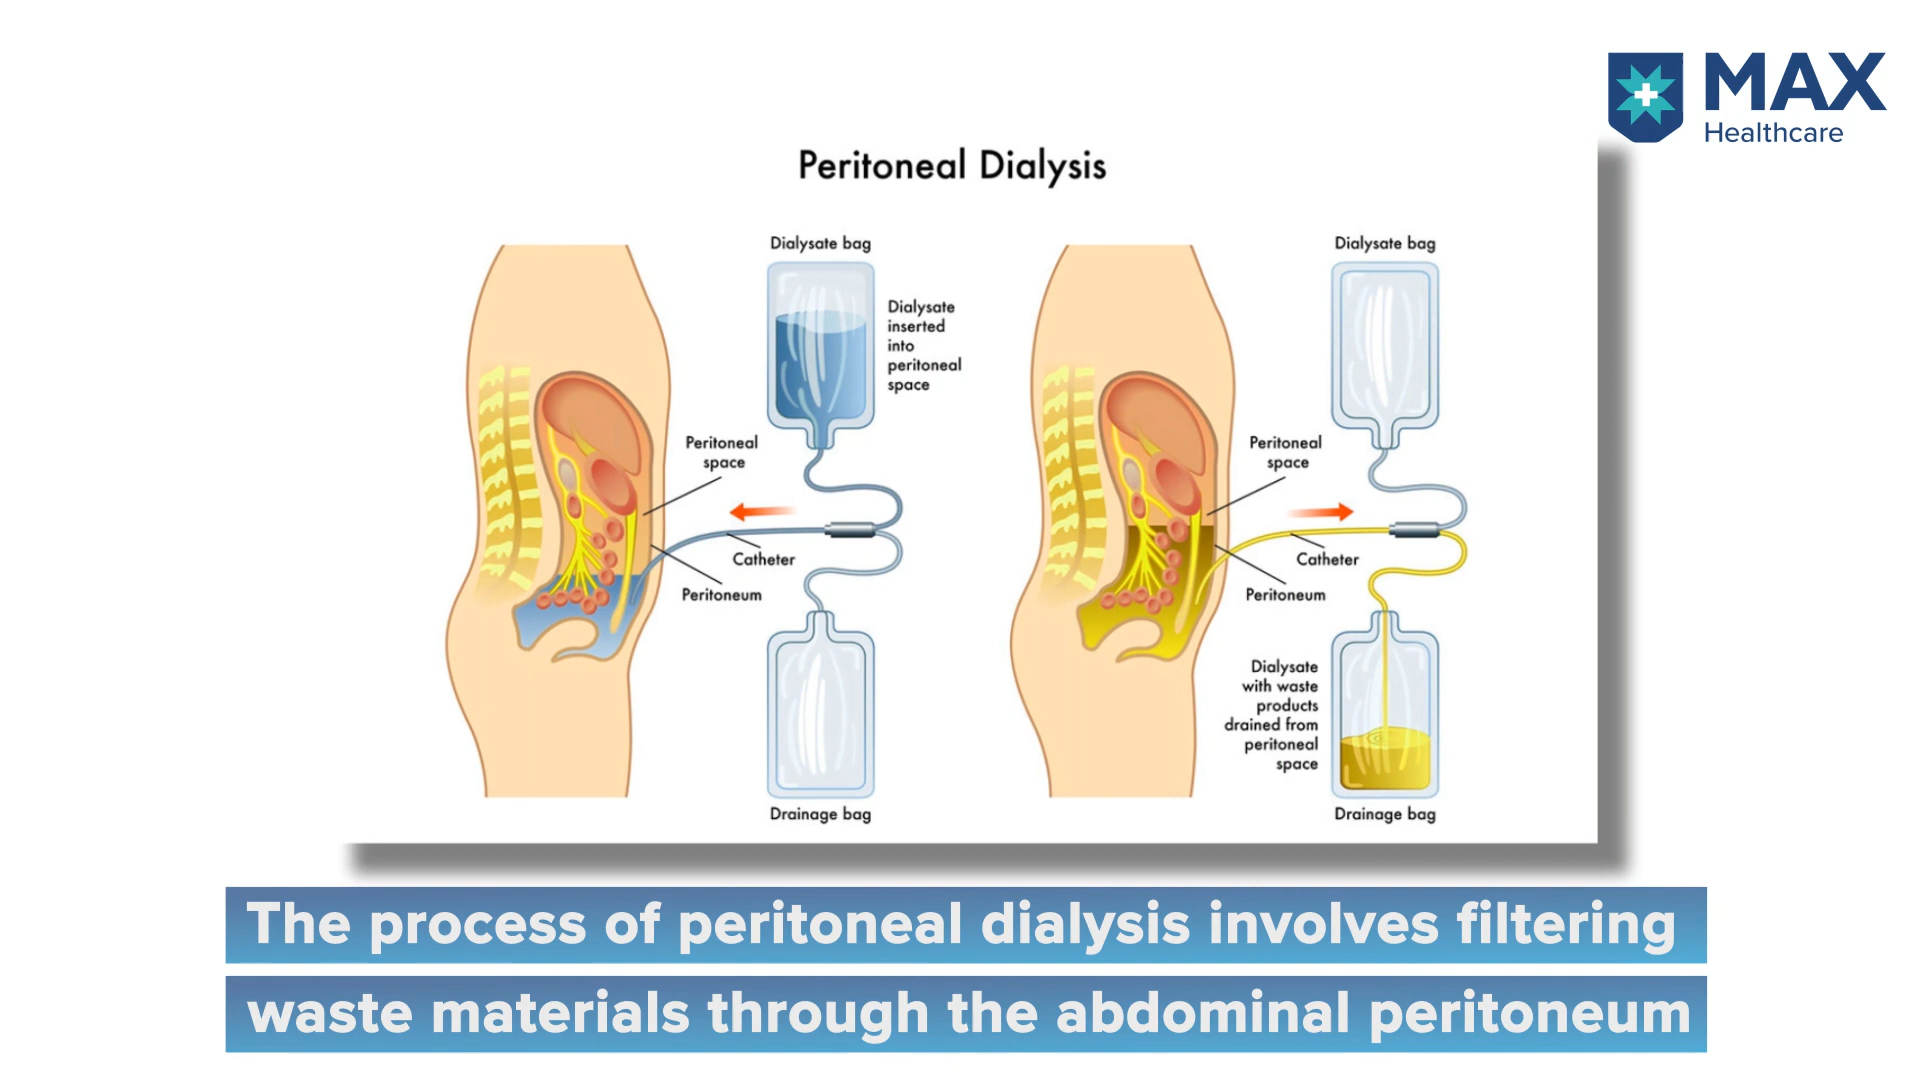 MAX
Healthcare
Peritoneal Dialysis
Dialysate bag
Dialysate
inserted
into
peritoneal
space
Peritoneal
space
Catheter
Peritoneum
Drainage bag
Dialysate bag
Peritoneal
space
Catheter
Peritoneum
Dialysate
with waste
products
drained from
peritoneal
space
Drainage bag
The process of peritoneal dialysis involves filtering
waste materials through the abdominal peritoneum